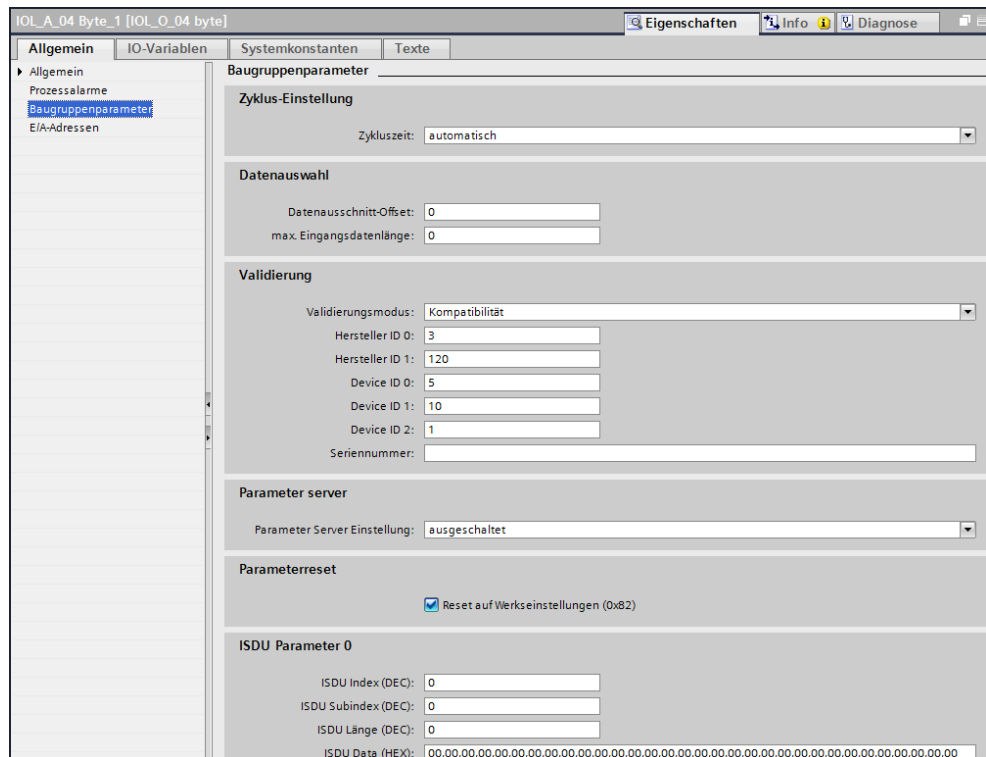 IOL_A_04 Byte_1 [IOL_O_04 byte]
Eigenschaften Info Diagnose
Allgemein IO-Variablen Systemkonstanten Texte
Allgemein
Prozessalarme
Baugruppenparameter
E/A-Adressen
Baugruppenparameter
Zyklus-Einstellung
Zykluszeit: automatisch
Datenauswahl
Datenausschnitt-Offset: 0
max. Eingangsdatenlänge: 0
Validierung
Validierungsmodus: Kompatibilität
Hersteller ID 0: 3
Hersteller ID 1: 120
Device ID 0: 5
Device ID 1: 10
Device ID 2: 1
Seriennummer:
Parameter server
Parameter Server Einstellung: ausgeschaltet
Parameterreset
Reset auf Werkseinstellungen (0x82)
ISDU Parameter 0
ISDU Index (DEC): 0
ISDU Subindex (DEC): 0
ISDU Länge (DEC): 0
ISDU Data (HEX): 00.00.00.00.00.00.00.00.00.00.00.00.00.00.00.00.00.00.00.00.00.00.00.00.00.00.00.00.00.00.00.00